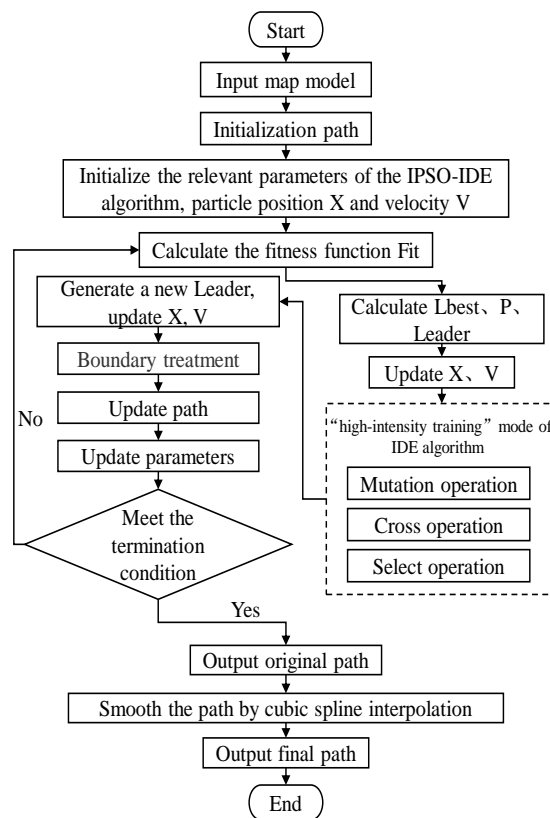 Start
Input map model
Initialization path
Initialize the relevant parameters of the IPSO-IDE
algorithm, particle position X and velocity V
Calculate the fitness function Fit
Calculate Lbest、P、
Leader
Update X、V
“high-intensity training” mode of
IDE algorithm
Mutation operation
Cross operation
Select operation
Generate a new Leader,
update X, V
Boundary treatment
Update path
Update parameters
Meet the
termination
condition
No
Yes
Output original path
Smooth the path by cubic spline interpolation
Output final path
End